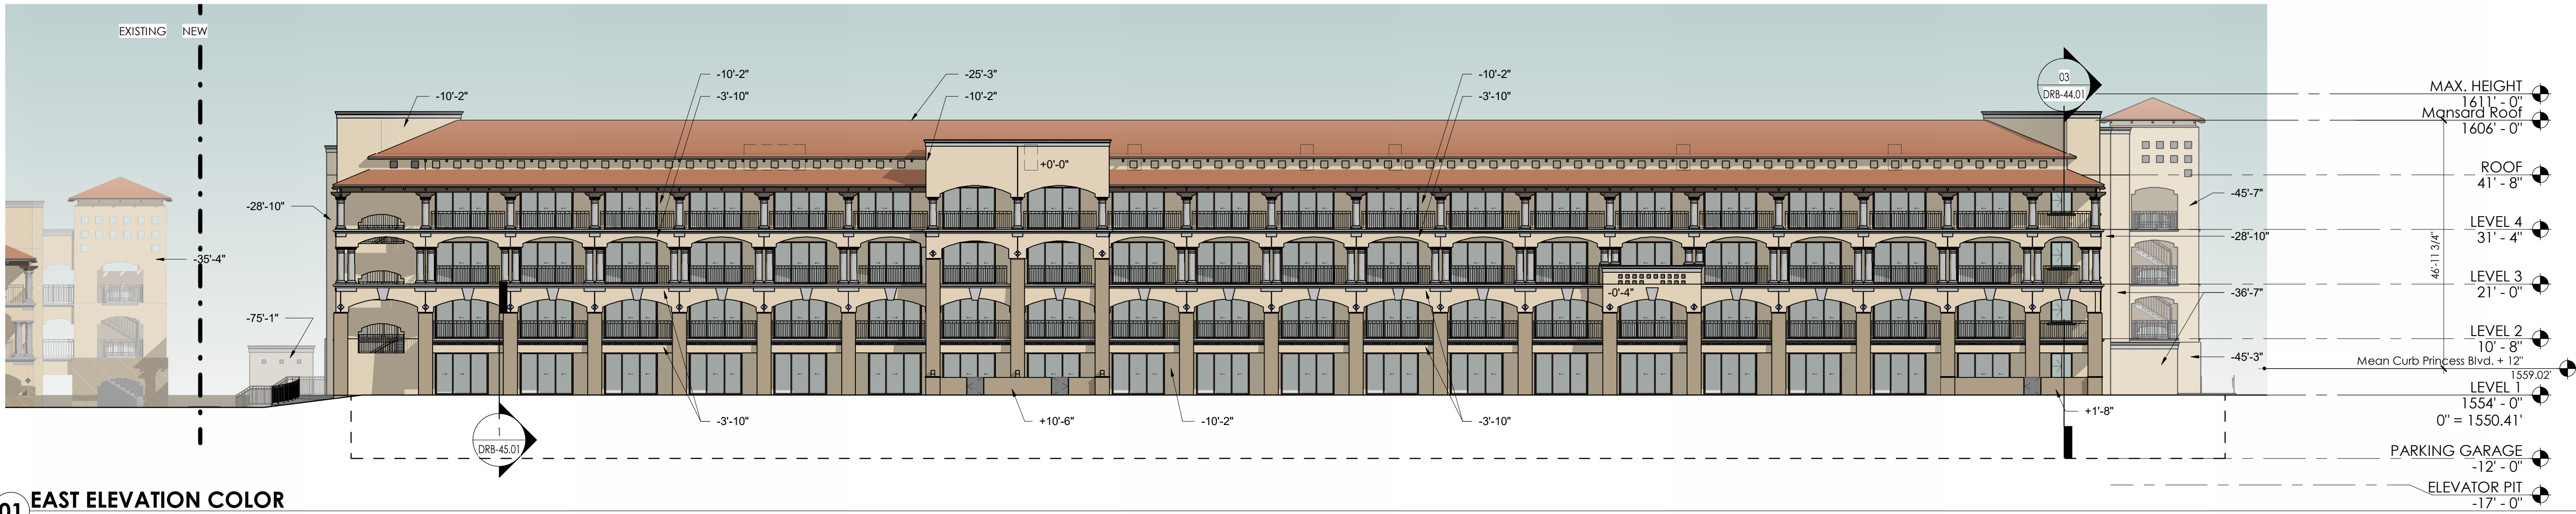 EXISTING NEW
-10'-2"
-3'-10"
-25'-3"
-10'-2"
-10'-2"
-3'-10"
-10'-2"
+0'-0"
03
DRB-44.01
-28'-10"
-35'-4"
-75'-1"
-0'-4"
-45'-7"
-28'-10"
-36'-7"
-45'-3"
-3'-10"
+10'-6"
-10'-2"
-3'-10"
+1'-8"
1
DRB-45.01
46'-11 3/4"
MAX. HEIGHT
1611' - 0"
Mansard Roof
1606' - 0"
ROOF
41' - 8"
LEVEL 4
31' - 4"
LEVEL 3
21' - 0"
LEVEL 2
10' - 8"
Mean Curb Princess Blvd. + 12"
1559.02'
LEVEL 1
1554' - 0"
0" = 1550.41'
PARKING GARAGE
-12' - 0"
ELEVATOR PIT
-17' - 0"
01 EAST ELEVATION COLOR